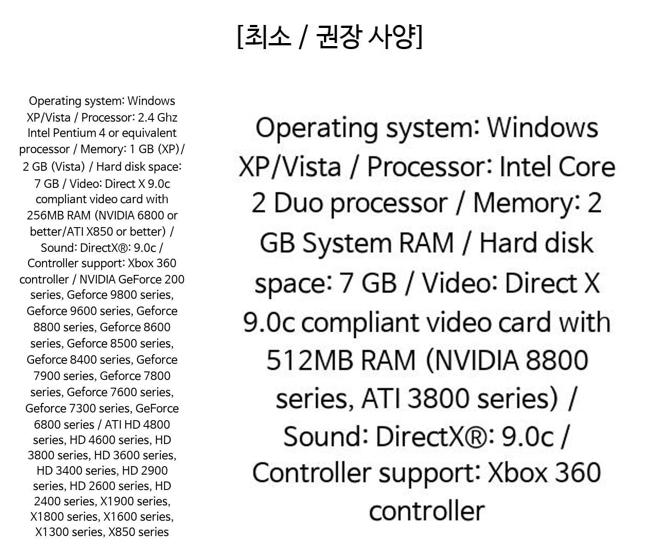 [최소 / 권장 사양]
Operating system: Windows
XP/Vista / Processor: 2.4 Ghz
Intel Pentium 4 or equivalent
processor / Memory: 1 GB (XP)/
2 GB (Vista) / Hard disk space:
7 GB / Video: Direct X 9.0c
compliant video card with
256MB RAM (NVIDIA 6800 or
better/ATI X850 or better) /
Sound: DirectX®: 9.0c /
Controller support: Xbox 360
controller / NVIDIA GeForce 200
series, Geforce 9800 series,
Geforce 9600 series, Geforce
8800 series, Geforce 8600
series, Geforce 8500 series,
Geforce 8400 series, Geforce
7900 series, Geforce 7800
series, Geforce 7600 series,
Geforce 7300 series, GeForce
6800 series / ATI HD 4800
series, HD 4600 series, HD
3800 series, HD 3600 series,
HD 3400 series, HD 2900
series, HD 2600 series, HD
2400 series, X1900 series,
X1800 series, X1600 series,
X1300 series, X850 series
Operating system: Windows
XP/Vista / Processor: Intel Core
2 Duo processor / Memory: 2
GB System RAM / Hard disk
space: 7 GB / Video: Direct X
9.0c compliant video card with
512MB RAM (NVIDIA 8800
series, ATI 3800 series) /
Sound: DirectX®: 9.0c /
Controller support: Xbox 360
controller